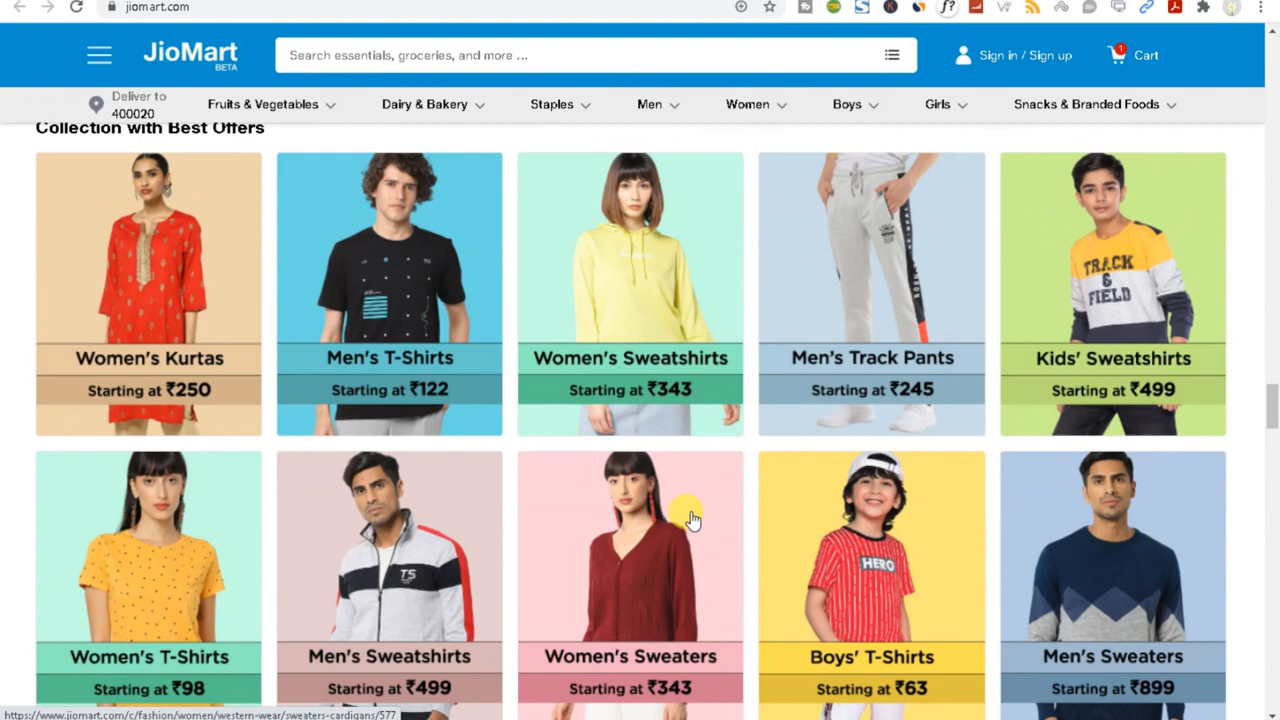 jiomart.com
JioMart
BETA
Search essentials, groceries, and more ...
Sign in / Sign up
1
Cart
Deliver to
400020
Fruits & Vegetables
Dairy & Bakery
Staples
Men
Women
Boys
Girls
Snacks & Branded Foods
Collection with Best Offers
TRACK
&
FIELD
Women's Kurtas
Starting at ₹250
Men's T-Shirts
Starting at ₹122
Women's Sweatshirts
Starting at ₹343
Men's Track Pants
Starting at ₹245
Kids' Sweatshirts
Starting at ₹499
TS
HERO
Women's T-Shirts
Starting at ₹98
Men's Sweatshirts
Starting at ₹499
Women's Sweaters
Starting at ₹343
Boys' T-Shirts
Starting at ₹63
Men's Sweaters
Starting at ₹899
https://www.jiomart.com/c/fashion/women/western-wear/sweaters-cardigans/577